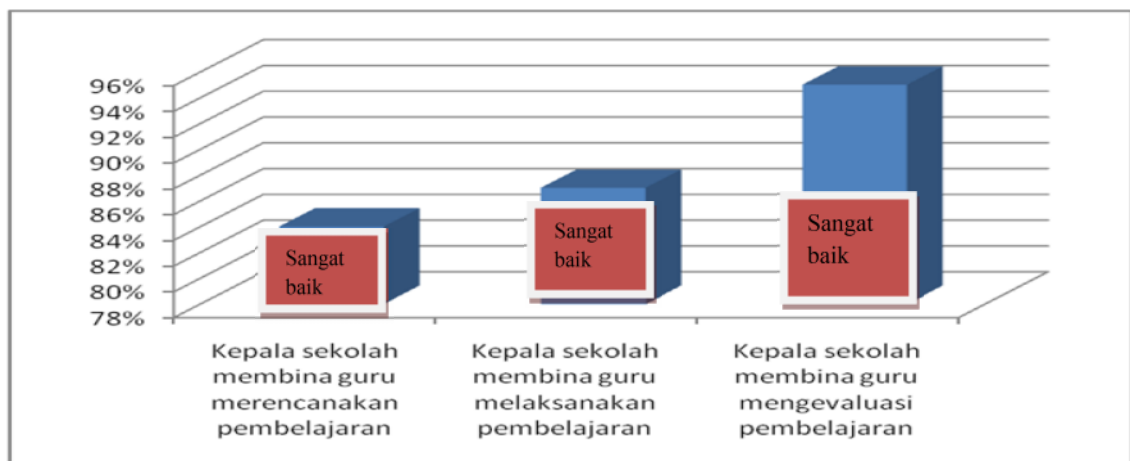 96%
94%
92%
90%
88%
86%
84%
82%
80%
78%
Sangat
baik
Sangat
baik
Sangat
baik
Kepala sekolah
membina guru
merencanakan
pembelajaran
Kepala sekolah
membina guru
melaksanakan
pembelajaran
Kepala sekolah
membina guru
mengevaluasi
pembelajaran